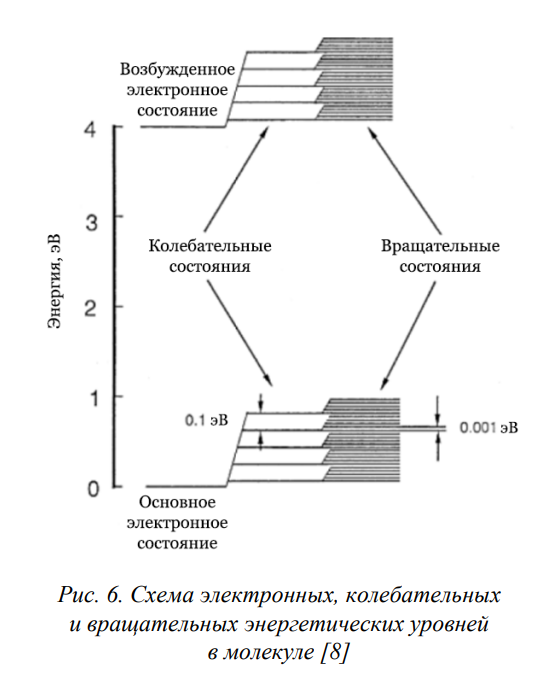 Возбужденное
электронное
состояние
4
3
2
1
0
Энергия, эВ
Колебательные
состояния
Вращательные
состояния
0.1 эВ
0.001 эВ
Основное
электронное
состояние
Рис. 6. Схема электронных, колебательных
и вращательных энергетических уровней
в молекуле [8]